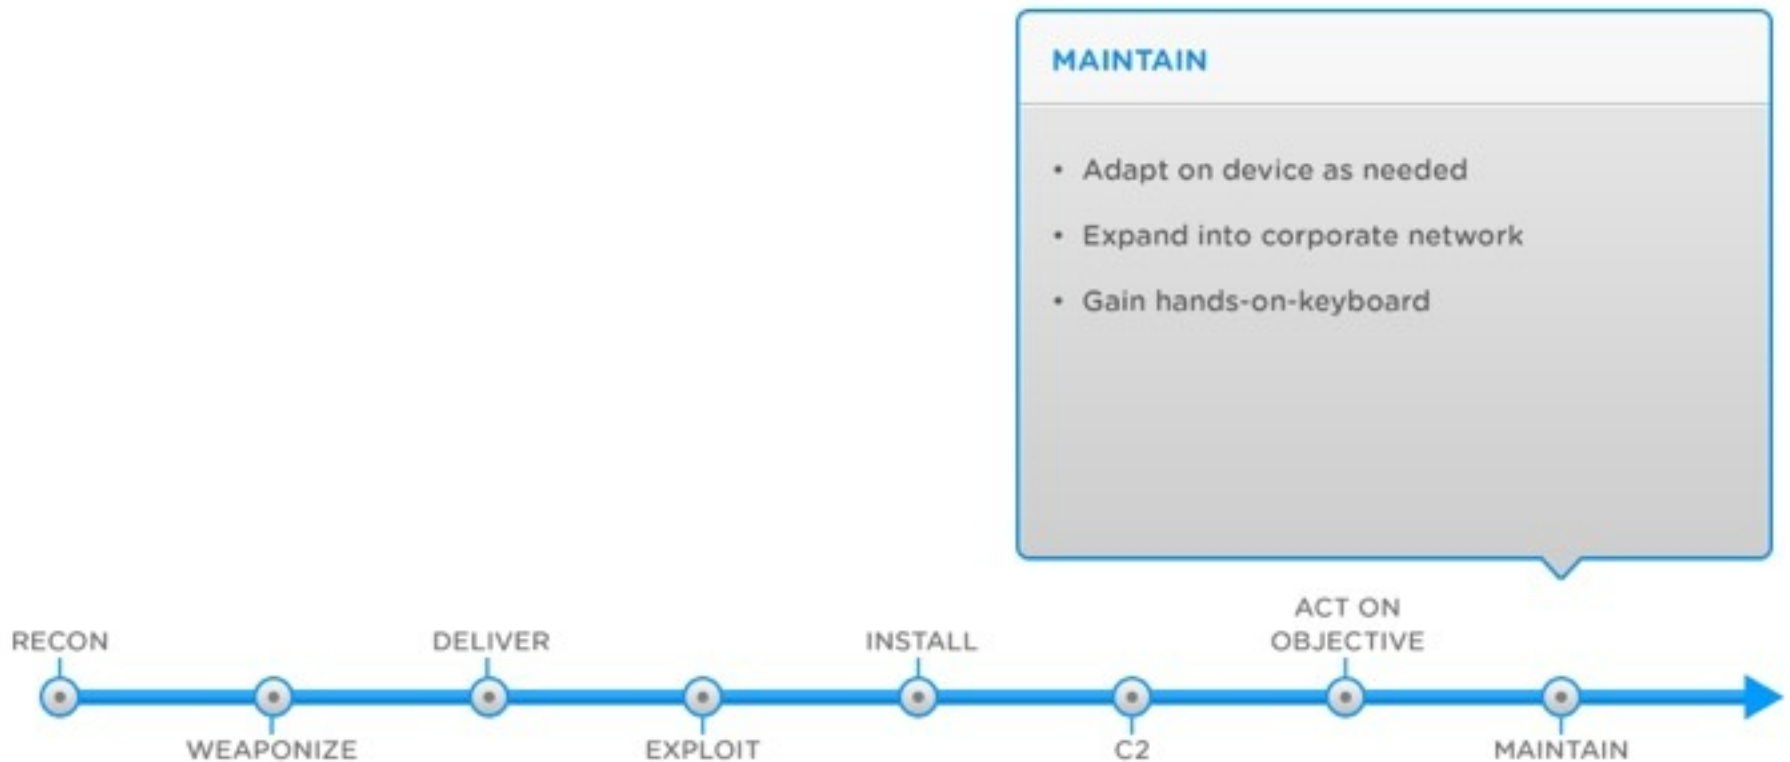 MAINTAIN
• Adapt on device as needed
• Expand into corporate network
• Gain hands-on-keyboard
RECON
WEAPONIZE
DELIVER
EXPLOIT
INSTALL
C2
ACT ON
OBJECTIVE
MAINTAIN